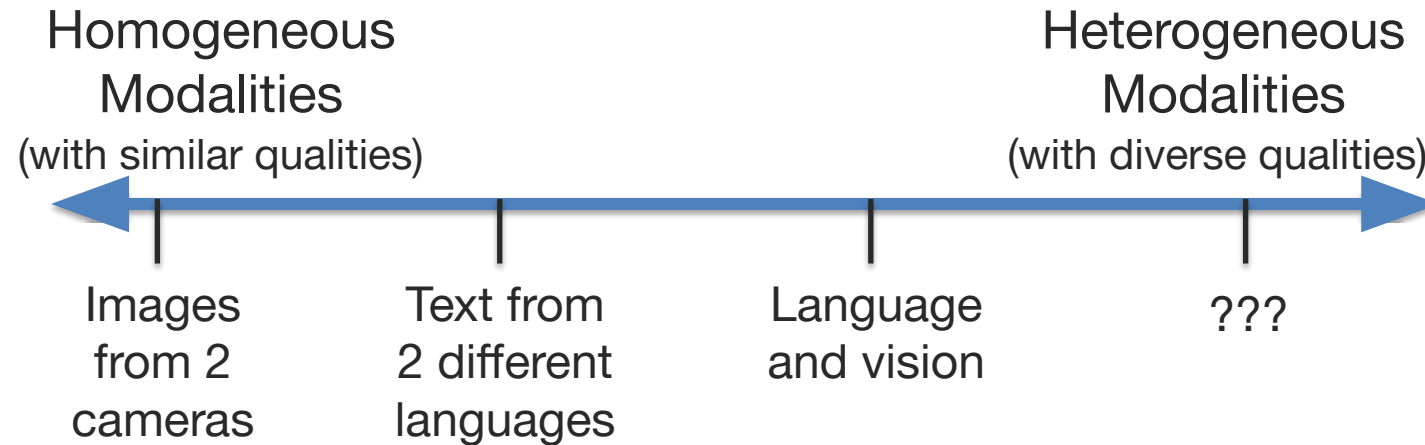 Homogeneous
Modalities
(with similar qualities)
Heterogeneous
Modalities
(with diverse qualities)
Images
from 2
cameras
Text from
2 different
languages
Language
and vision
???